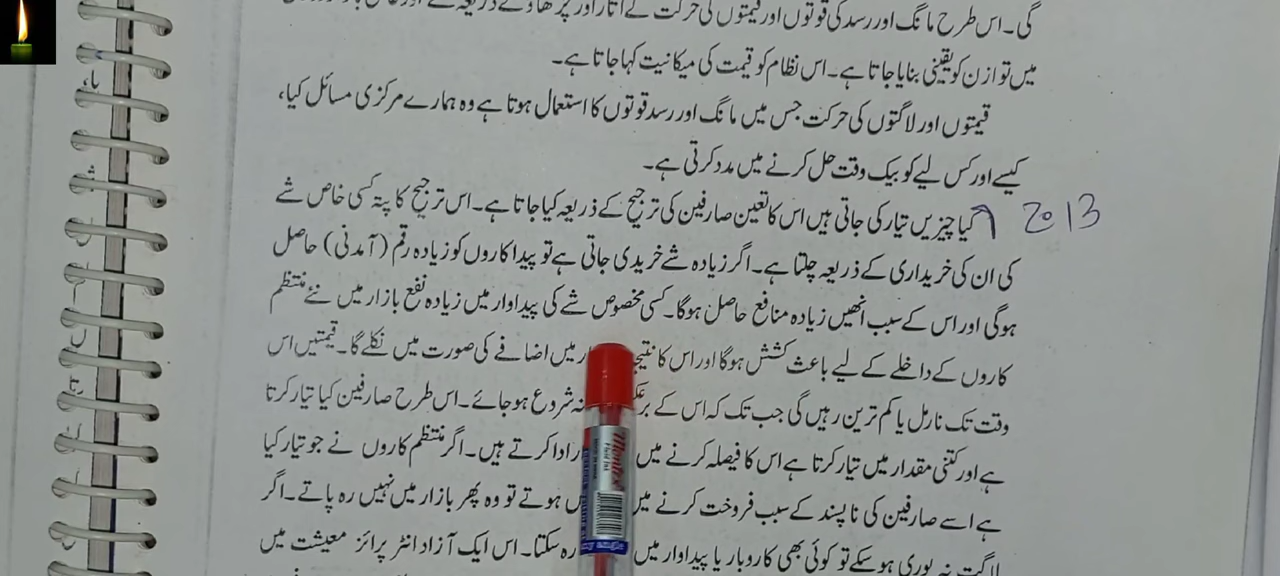 گی۔ اس طرح مانگ اور رسد کی قوتوں اور قیمتوں کی حرکت کے اتار اور چڑھاؤ کے ذریعہ
میں توازن کو یقینی بنایا جاتا ہے۔ اس نظام کو قیمت کی میکانیت کہا جاتا ہے۔
قیمتوں اور لاگتوں کی حرکت جس میں مانگ اور رسد قوتوں کا استعمال ہوتا ہے وہ ہمارے مرکزی مسائل کیا،
کیسے اور کس لیے کو بیک وقت حل کرنے میں مدد کرتی ہے۔
2013 کیا چیزیں تیار کی جاتی ہیں اس کا تعین صارفین کی ترجیح کے ذریعہ کیا جاتا ہے۔ اس ترجیح کا پتہ کسی خاص شے
کی ان کی خریداری کے ذریعہ چلتا ہے۔ اگر زیادہ شے خریدی جاتی ہے تو پیدا کاروں کو زیادہ رقم (آمدنی) حاصل
ہوگی اور اس کے سبب انھیں زیادہ منافع حاصل ہوگا۔ کسی مخصوص شے کی پیداوار میں زیادہ نفع بازار میں نئے منتظم
کاروں کے داخلے کے لیے باعث کشش ہوگا اور اس کا نتیجہ میں اضافے کی صورت میں نکلے گا۔ قیمتیں اس
وقت تک نارمل یا کم ترین رہیں گی جب تک کہ اس کے شروع ہو جائے۔ اس طرح صارفین کیا تیار کرتا
ہے اور کتنی مقدار میں تیار کرتا ہے اس کا فیصلہ کرنے میں ادا کرتے ہیں۔ اگر منتظم کاروں نے جو تیار کیا
ہے اسے صارفین کی ناپسند کے سبب فروخت کرنے میں ہوتے تو وہ پھر بازار میں نہیں رہ پاتے۔ اگر
لاگت نہ پوری ہو سکے تو کوئی بھی کاروبار یا پیداوار میں رہ سکتا۔ اس ایک آزاد انٹر پرائز معیشت میں